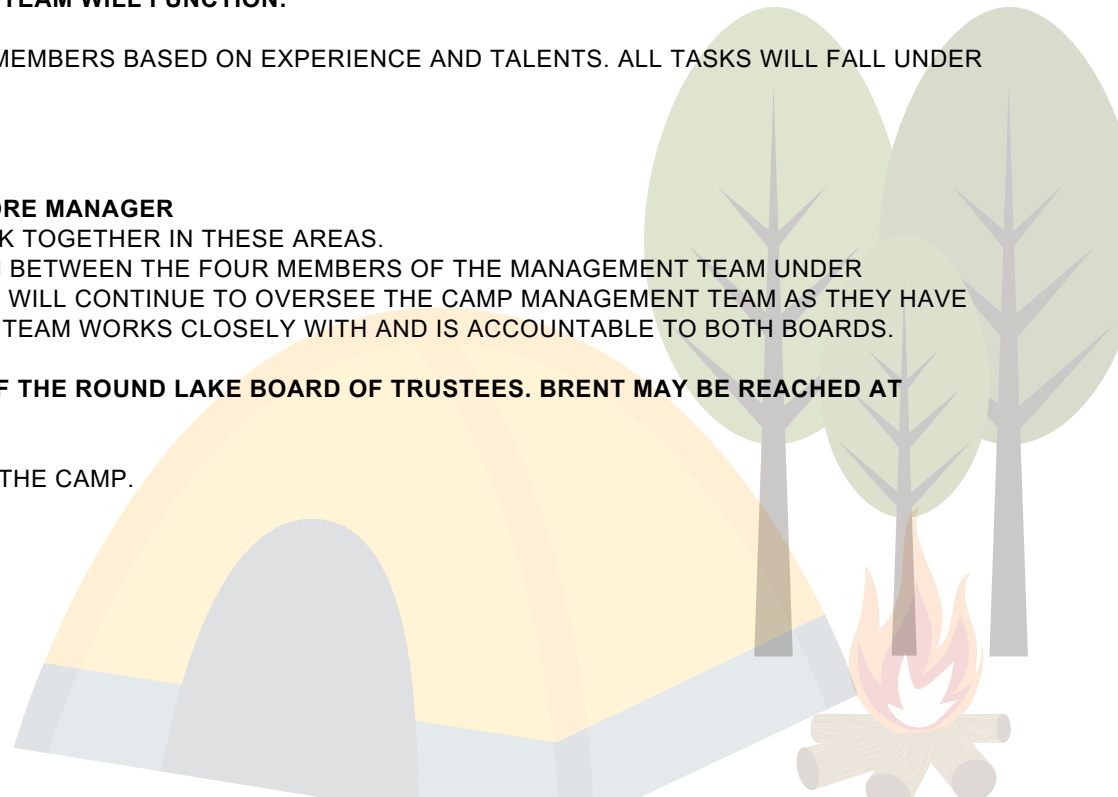 TEAM WILL FUNCTION.
MEMBERS BASED ON EXPERIENCE AND TALENTS. ALL TASKS WILL FALL UNDER
ORE MANAGER
K TOGETHER IN THESE AREAS.
BETWEEN THE FOUR MEMBERS OF THE MANAGEMENT TEAM UNDER
WILL CONTINUE TO OVERSEE THE CAMP MANAGEMENT TEAM AS THEY HAVE
TEAM WORKS CLOSELY WITH AND IS ACCOUNTABLE TO BOTH BOARDS.
F THE ROUND LAKE BOARD OF TRUSTEES. BRENT MAY BE REACHED AT
THE CAMP.